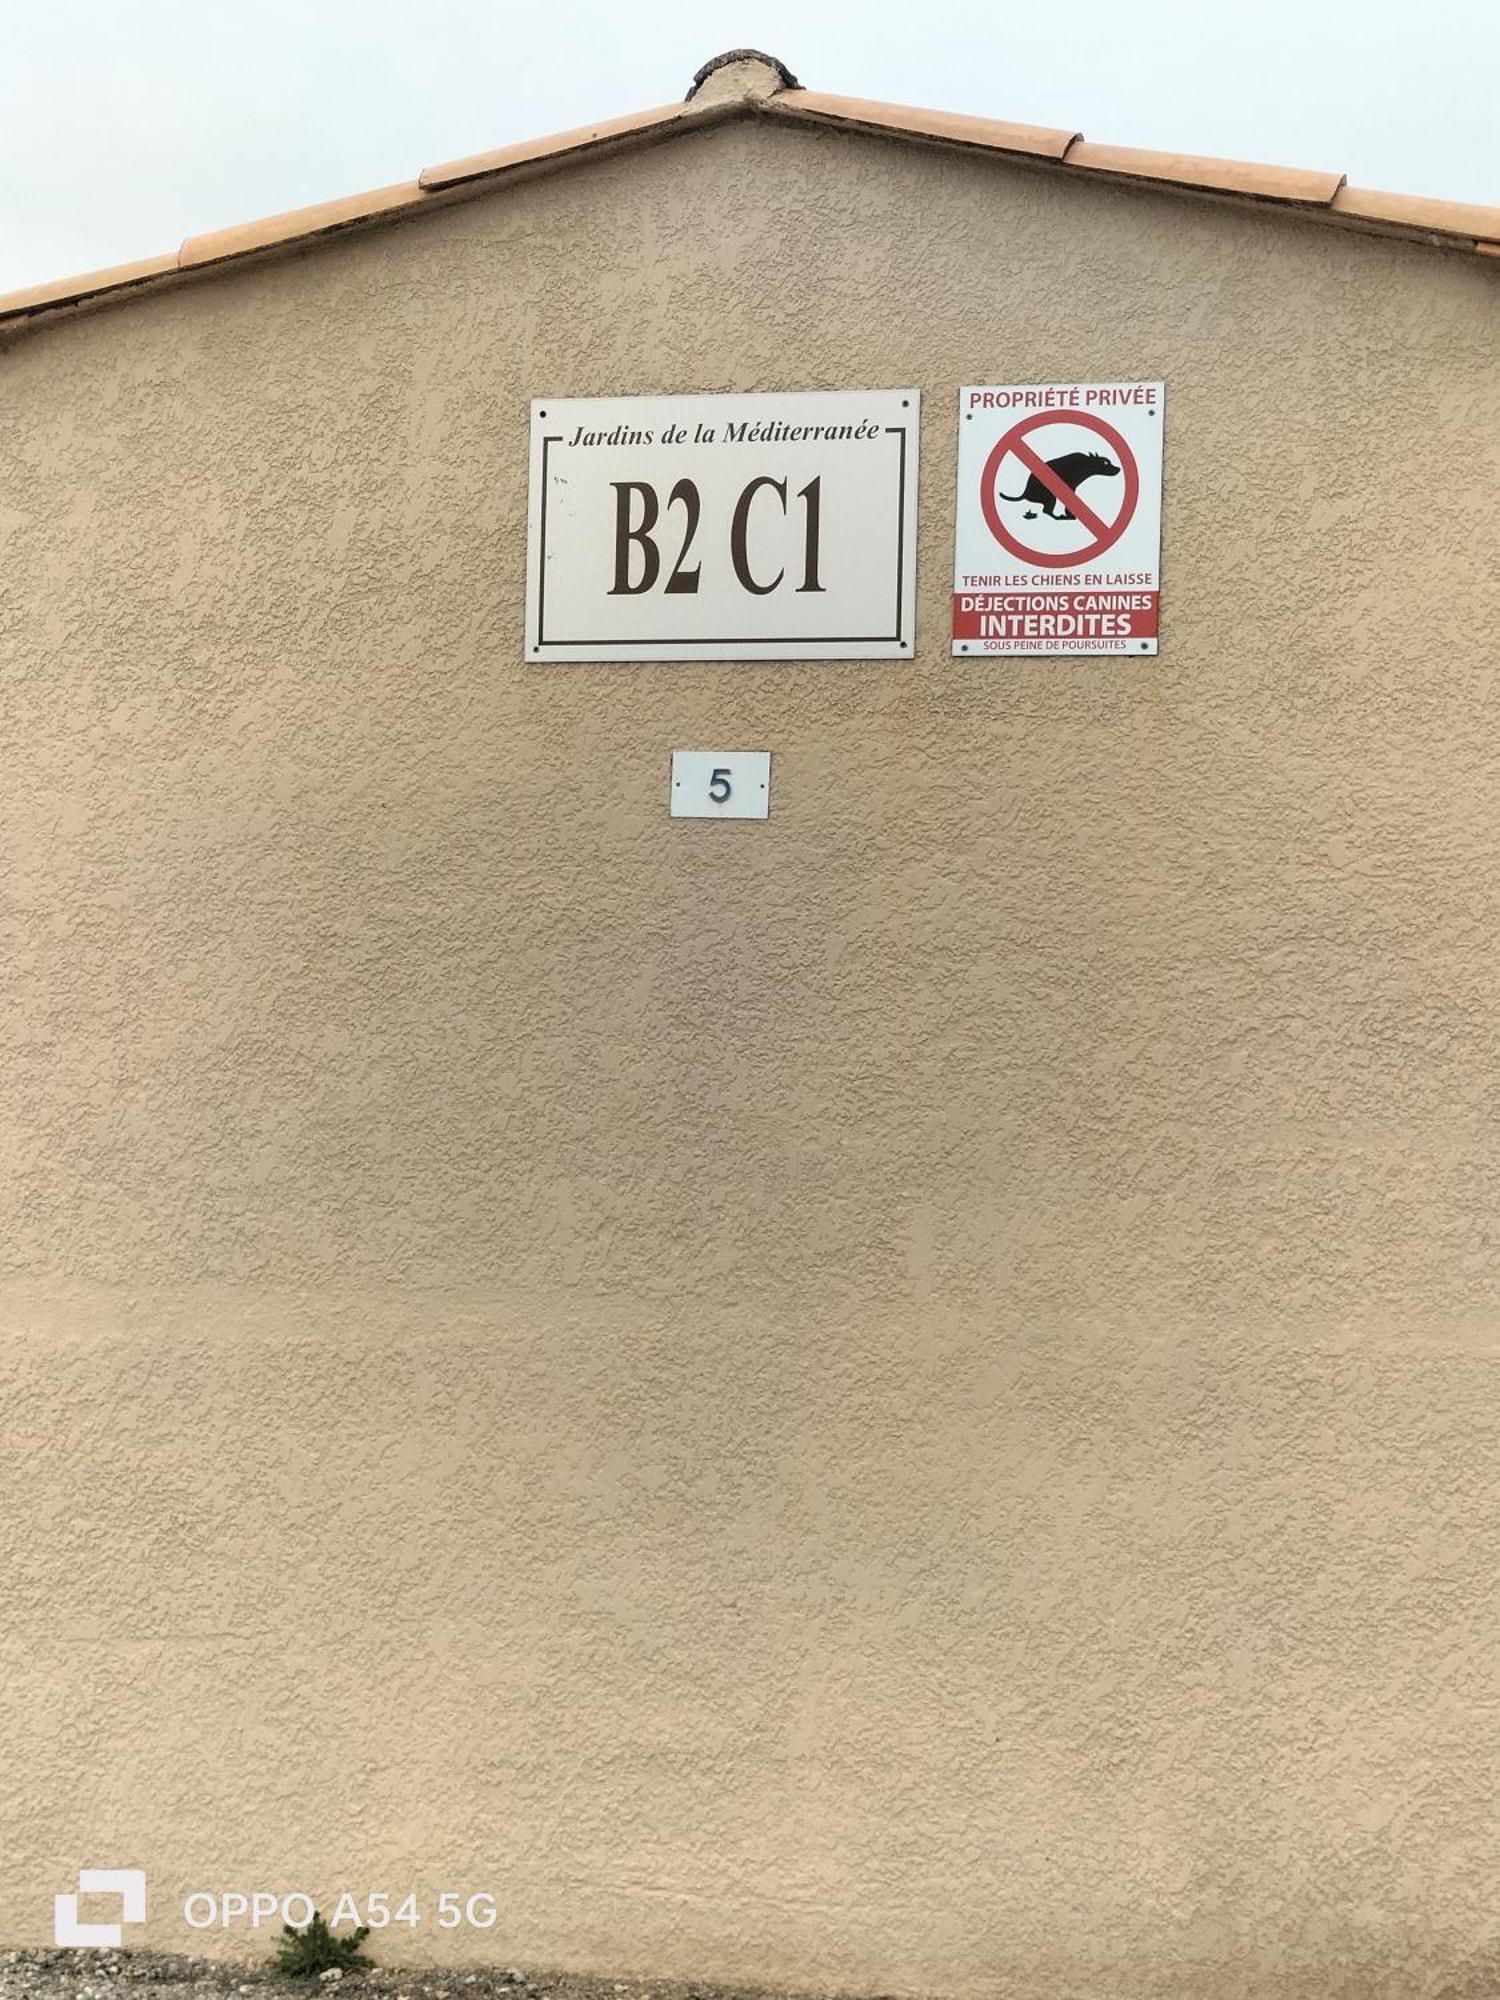 Jardins de la Méditerranée
B2 C1
PROPRIÉTÉ PRIVÉE
TENIR LES CHIENS EN LAISSE
DÉJECTIONS CANINES
INTERDITES
SOUS PEINE DE POURSUITES
5
OPPO A54 5G